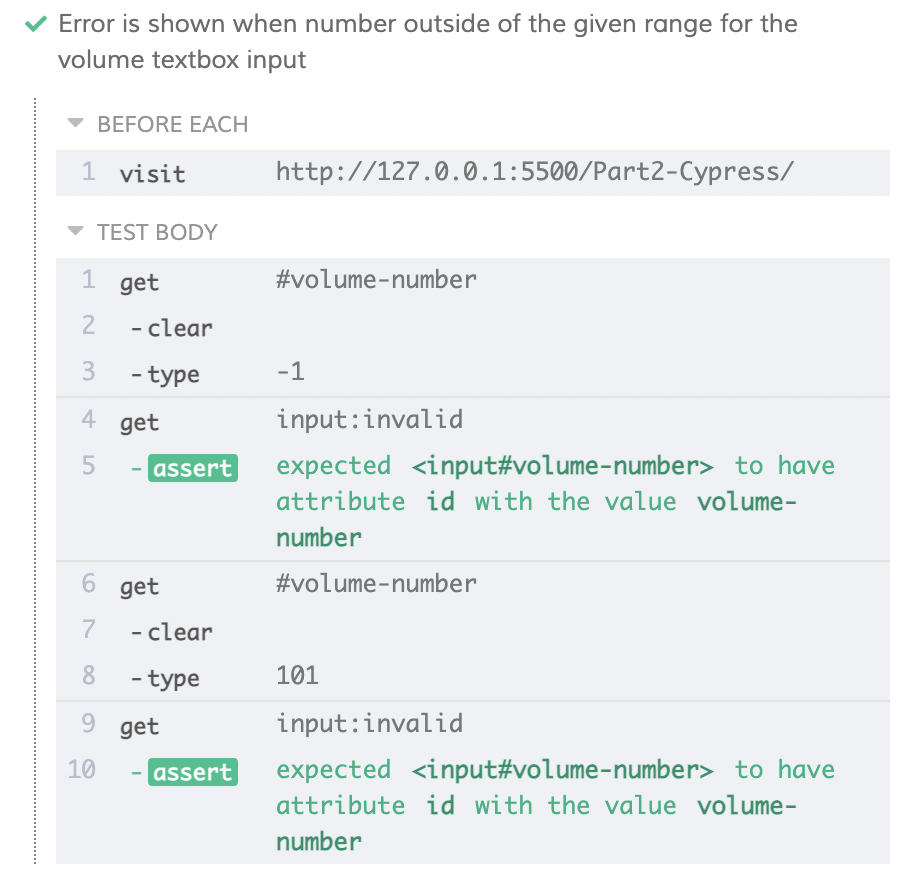 Error is shown when number outside of the given range for the
volume textbox input
BEFORE EACH
1 visit http://127.0.0.1:5500/Part2-Cypress/
TEST BODY
1 get #volume-number
2 -clear
3 -type -1
4 get input:invalid
5 -assert expected <input#volume-number> to have
attribute id with the value volume-
number
6 get #volume-number
7 -clear
8 -type 101
9 get input:invalid
10 -assert expected <input#volume-number> to have
attribute id with the value volume-
number